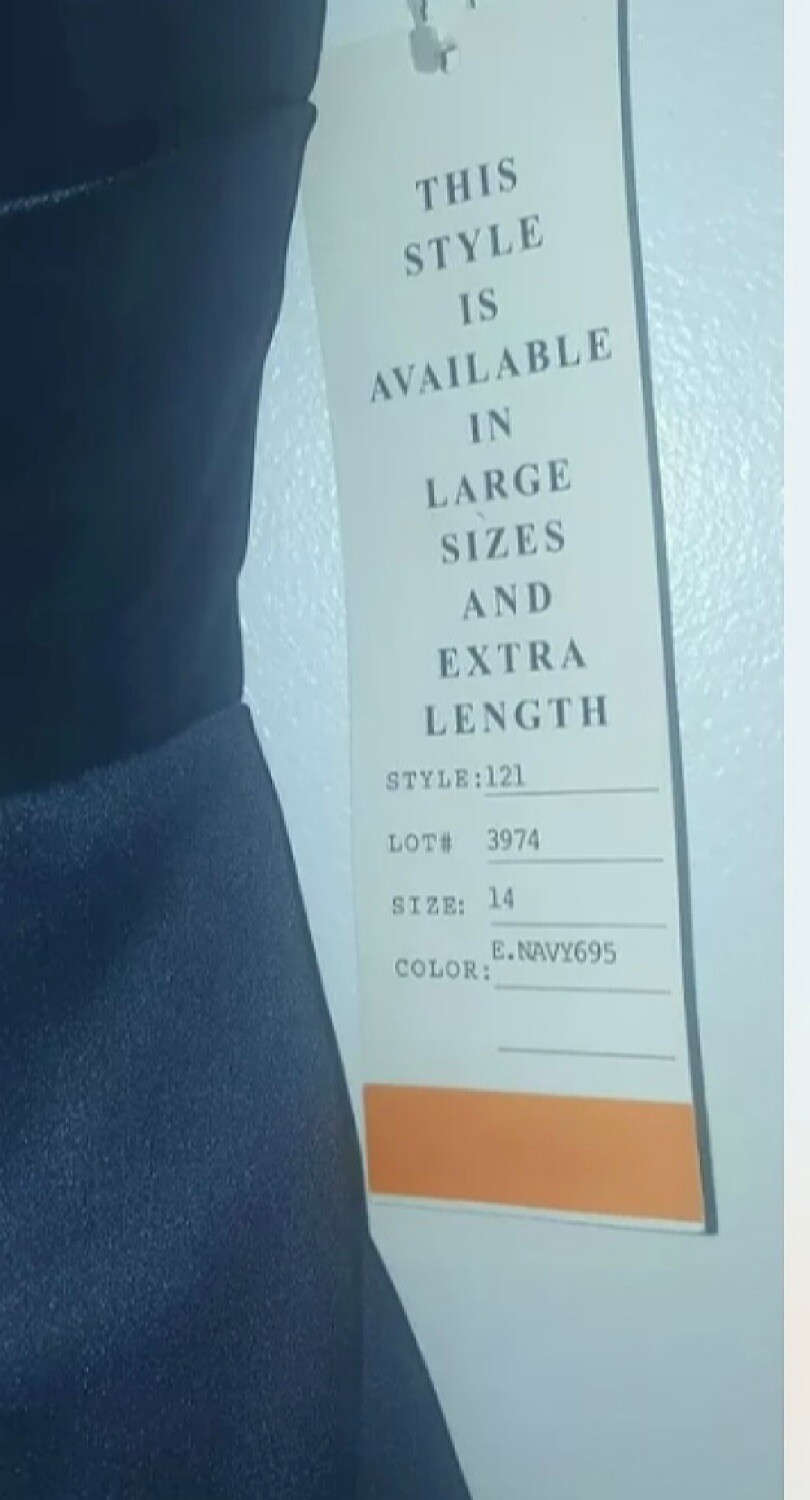 THIS
STYLE
IS
AVAILABLE
IN
LARGE
SIZES
AND
EXTRA
LENGTH
STYLE:121
LOT# 3974
SIZE: 14
COLOR:E.NAVY695